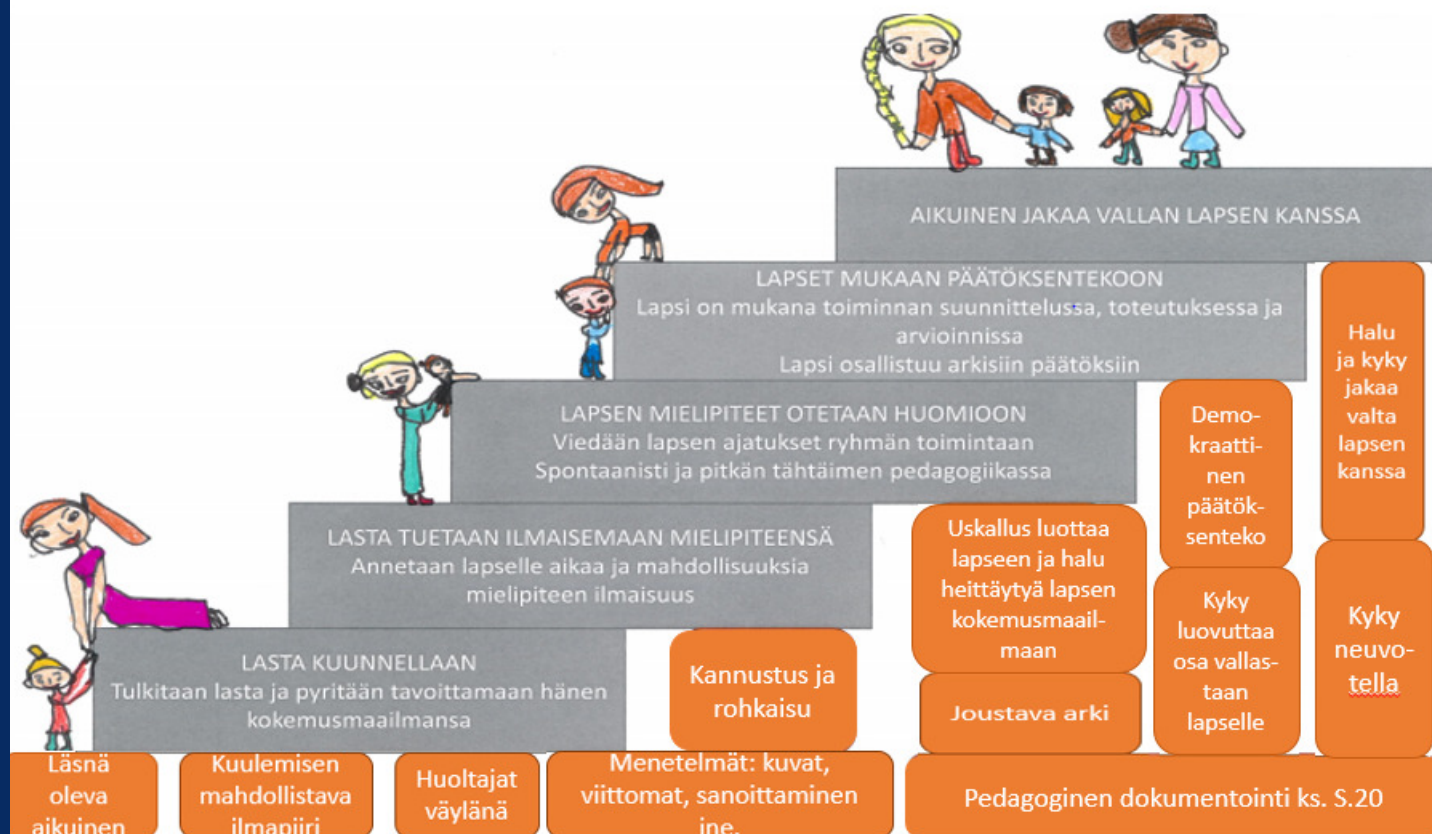 AIKUINEN JAKAA VALLAN LAPSEN KANSSA
LAPSET MUKAAN PÄÄTÖKSENTEKOON
Lapsi on mukana toiminnan suunnittelussa, toteutuksessa ja
arvioinnissa
Lapsi osallistuu arkisiin päätöksiin
Halu
ja kyky
jakaa
valta
lapsen
kanssa
LAPSEN MIELIPITEET OTETAAN HUOMIOON
Viedään lapsen ajatukset ryhmän toimintaan
Spontaanisti ja pitkän tähtäimen pedagogiikassa
Demo-
kraatti-
nen
päätök-
senteko
LASTA TUETAAN ILMAISEMAAN MIELIPITEENSÄ
Annetaan lapselle aikaa ja mahdollisuuksia
mielipiteen ilmaisuus
Uskallus luottaa
lapseen ja halu
heittäytyä lapsen
kokemusmaail-
maan
Kyky
luovuttaa
osa vallas-
taan
lapselle
Kyky
neuvo-
tella
LASTA KUUNNELLAAN
Tulkitaan lasta ja pyritään tavoittamaan hänen
kokemusmaailmansa
Kannustus ja
rohkaisu
Joustava arki
Läsnä
oleva
aikuinen
Kuulemisen
mahdollistava
ilmapiiri
Huoltajat
väylänä
Menetelmät: kuvat,
viittomat, sanoittaminen
jne.
Pedagoginen dokumentointi ks. S.20